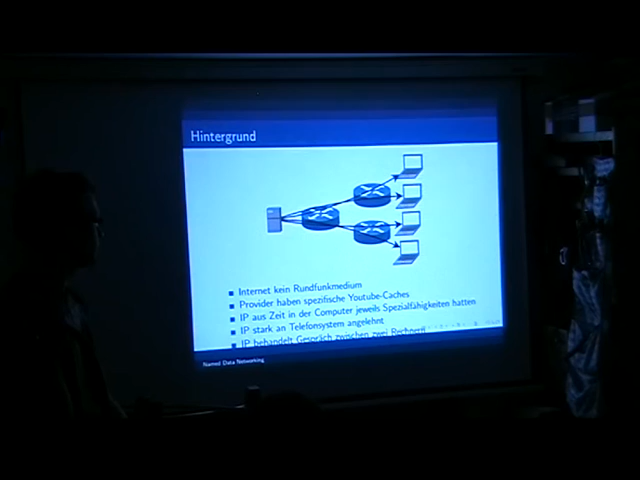 Hintergrund
Internet kein Rundfunkmedium
Provider haben spezifische Youtube-Caches
IP aus Zeit in der Computer jeweils Spezialfähigkeiten hatten
IP stark an Telefonsystem angelehnt
IP behandelt Gespräch zwischen zwei Rechnern
Named Data Networking